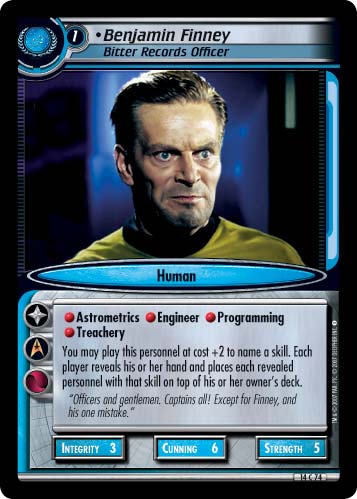 1
•Benjamin Finney
Bitter Records Officer
Human
•Astrometrics •Engineer •Programming
•Treachery
You may play this personnel at cost +2 to name a skill. Each
player reveals his or her hand and places each revealed
personnel with that skill on top of his or her owner's deck.
"Officers and gentlemen. Captains all! Except for Finney, and
his one mistake."
INTEGRITY 3 CUNNING 6 STRENGTH 5
14 C 74